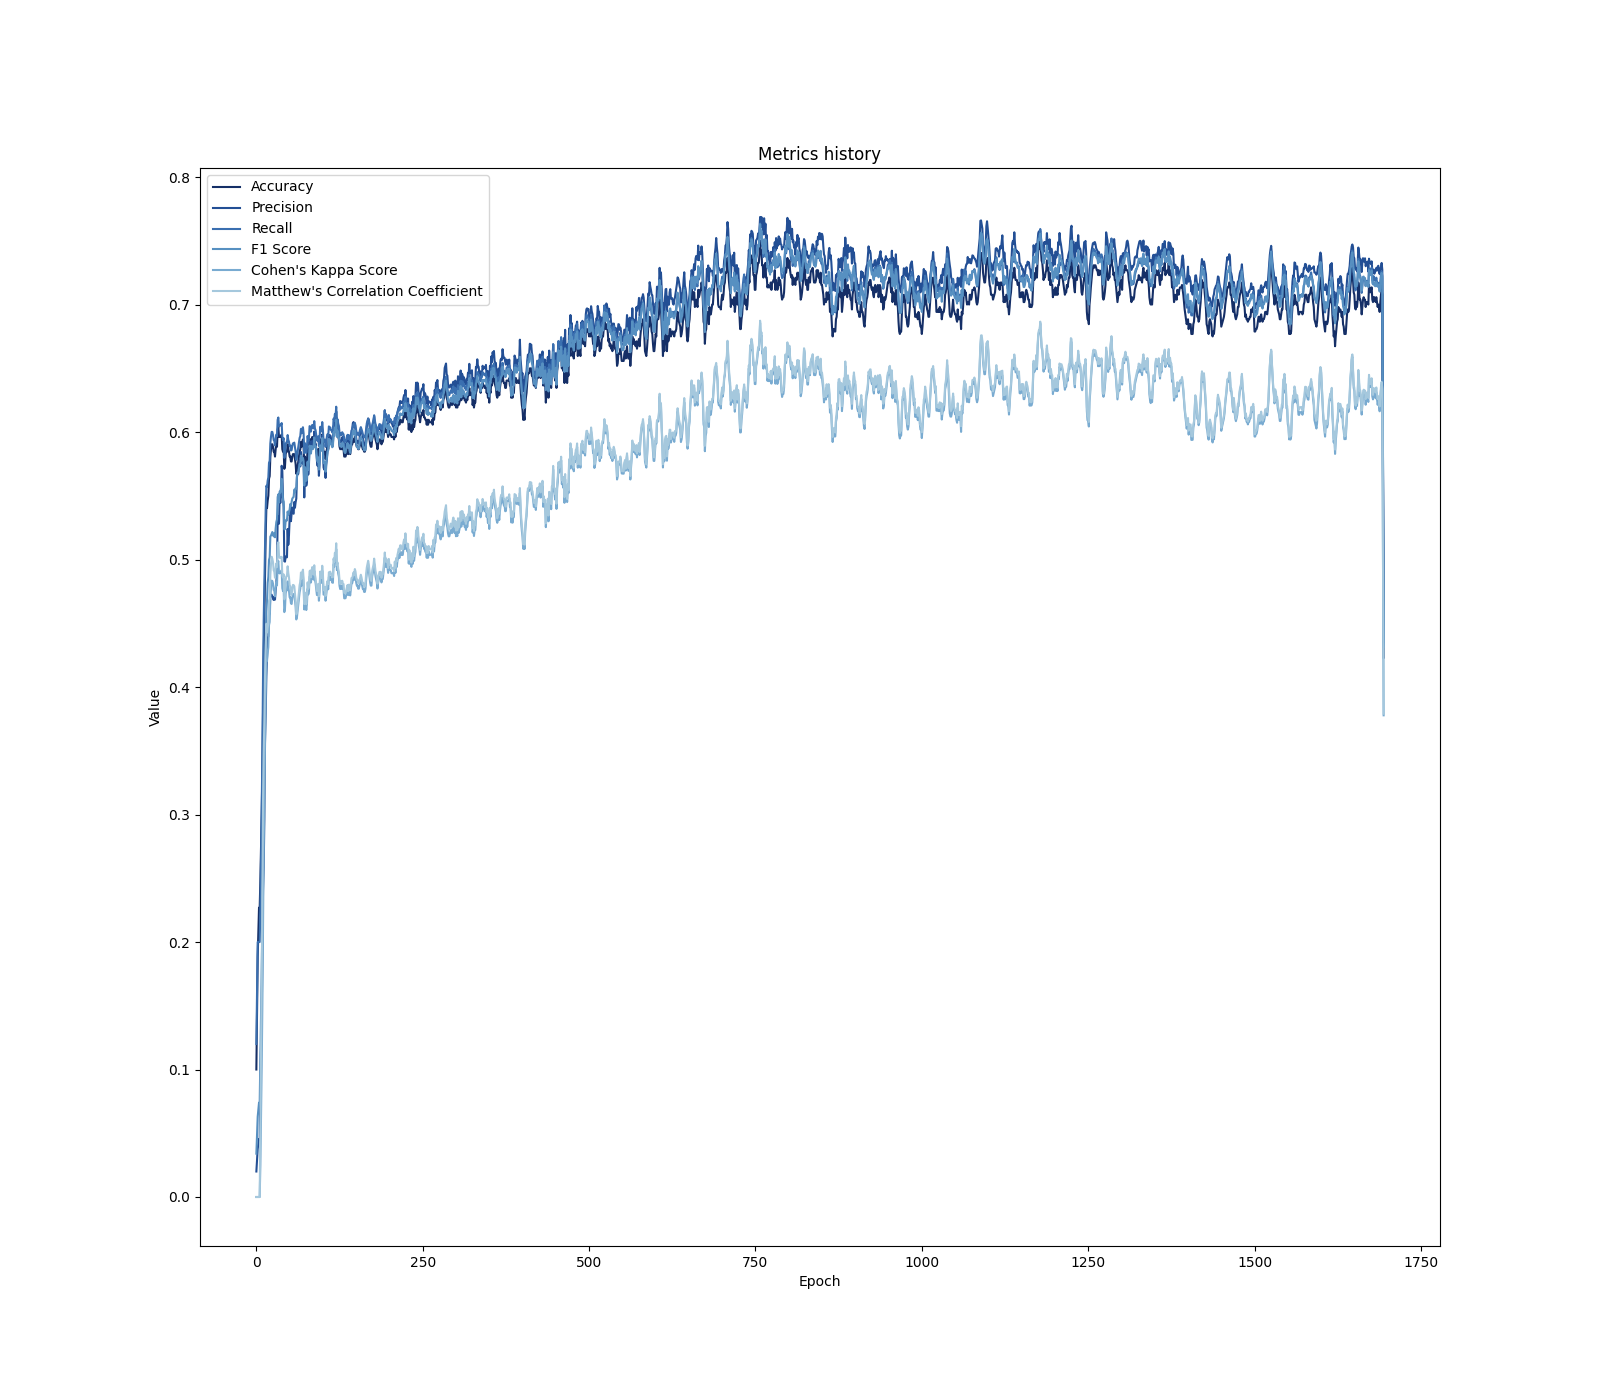 Metrics history
0.8
0.7
0.6
0.5
0.4
0.3
0.2
0.1
0.0
Value
Accuracy
Precision
Recall
F1 Score
Cohen's Kappa Score
Matthew's Correlation Coefficient
0 250 500 750 1000 1250 1500 1750
Epoch